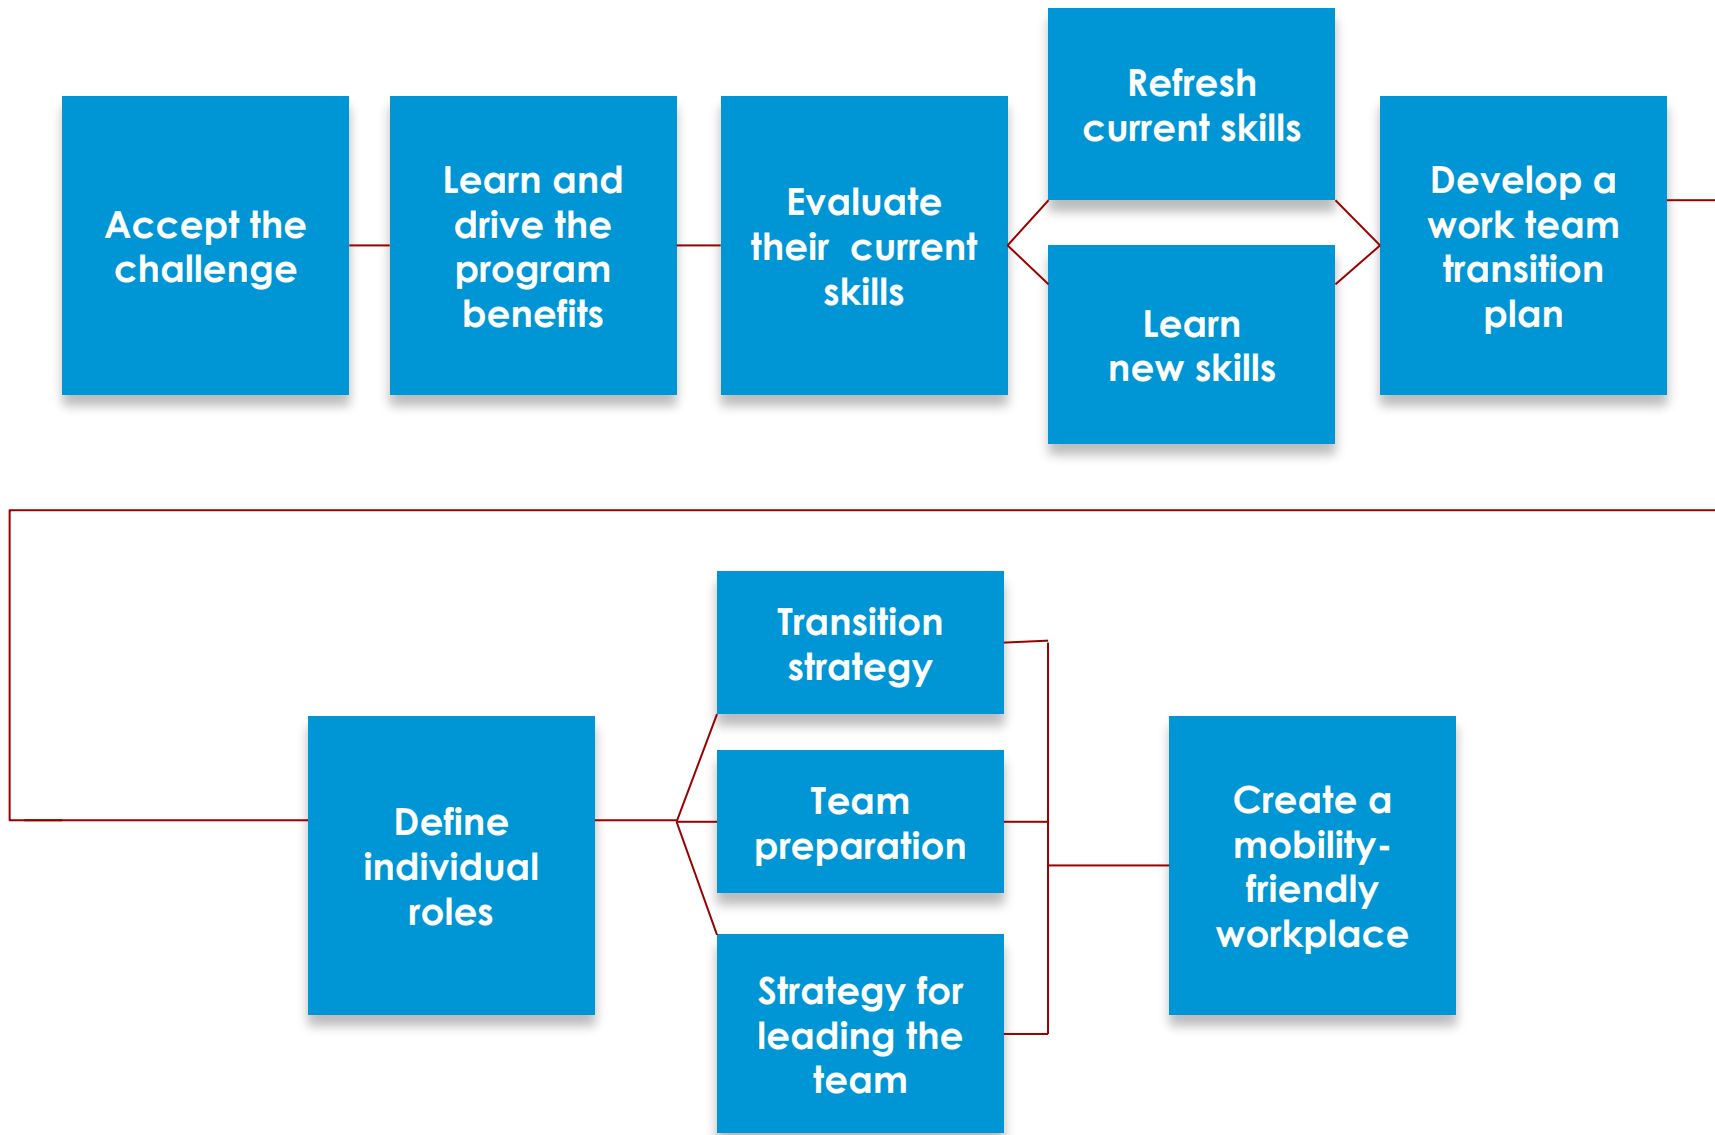 Accept the
challenge
Learn and
drive the
program
benefits
Evaluate
their  current
skills
Refresh
current skills
Learn
new skills
Develop a
work team
transition
plan
Define
individual
roles
Transition
strategy
Team
preparation
Strategy for
leading the
team
Create a
mobility-
friendly
workplace